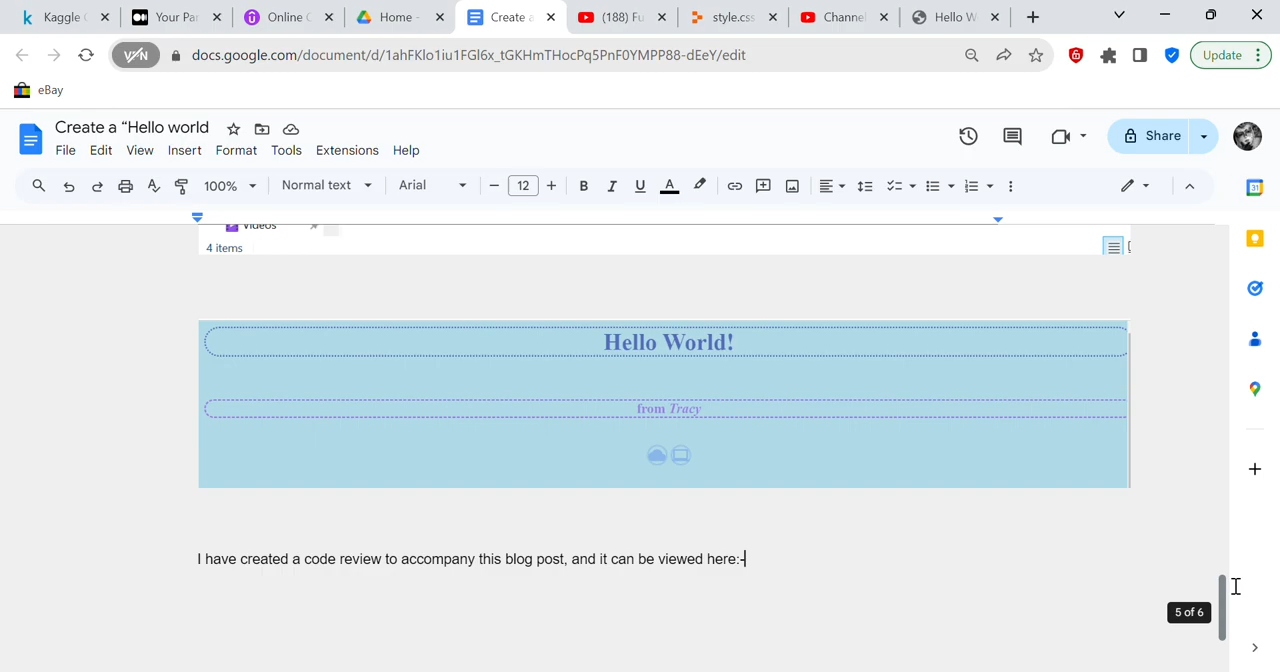 Kaggle
Your Par
Online C
Home -
Create a
(188) Fu
style.css
Channel
Hello W
VPN
docs.google.com/document/d/1ahFKlo1iu1FGl6x_tGKHmTHocPq5PnF0YMPP88-dEeY/edit
Update
eBay
Create a “Hello world
File Edit View Insert Format Tools Extensions Help
Share
100% Normal text Arial 12 B I U A
31
Videos
4 items
Hello World!
from Tracy
I have created a code review to accompany this blog post, and it can be viewed here:-
5 of 6